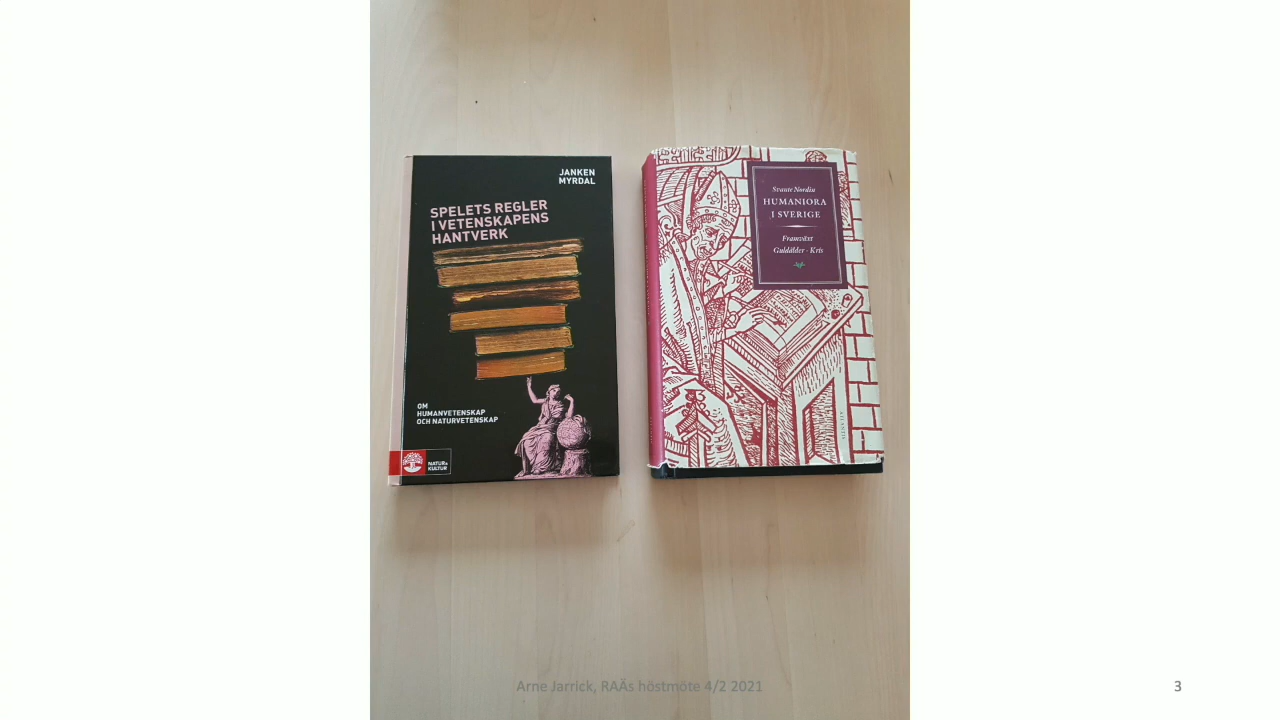 JANKEN
MYRDAL
SPELETS REGLER
I VETENSKAPENS
HANTVERK
OM
HUMANVETENSKAP
OCH NATURVETENSKAP
NATUR &
KULTUR
Svante Nordin
HUMANIORA
I SVERIGE
Framväxt
Guldålder · Kris
ATLANTIS
Arne Jarrick, RAÄs höstmöte 4/2 2021
3